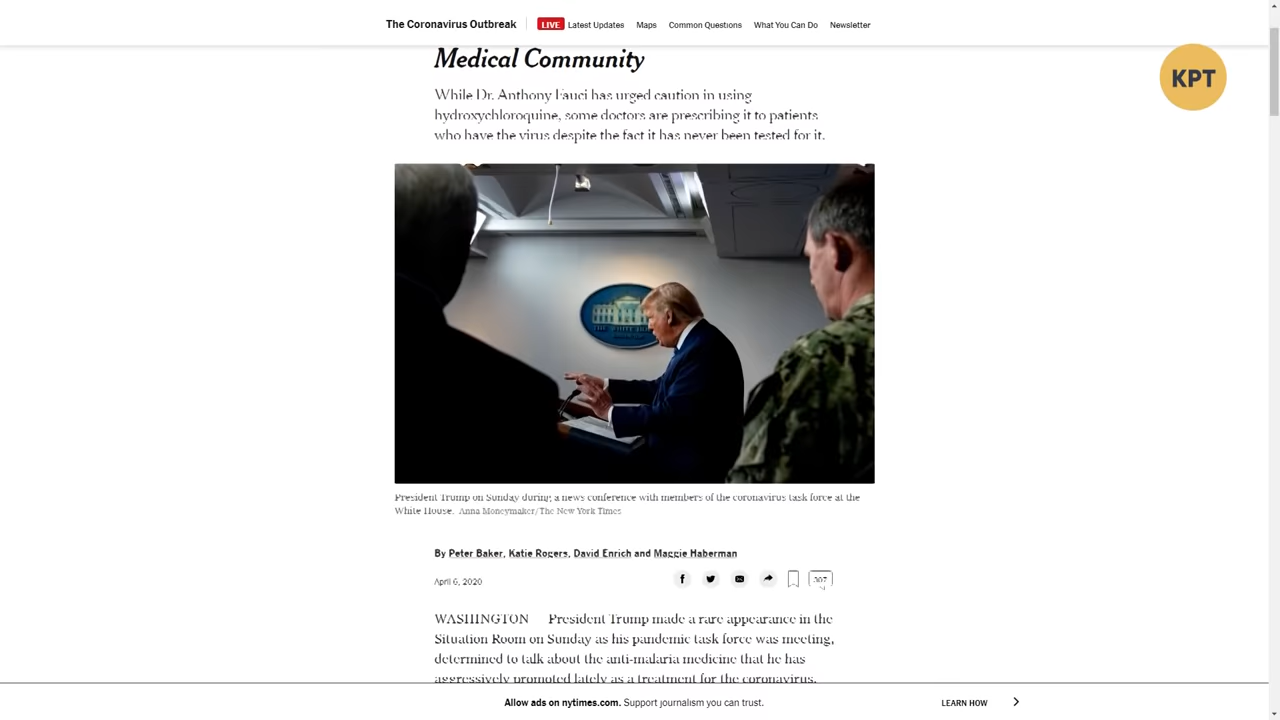 The Coronavirus Outbreak
LIVE Latest Updates Maps Common Questions What You Can Do Newsletter
Medical Community
KPT
While Dr. Anthony Fauci has urged caution in using
hydroxychloroquine, some doctors are prescribing it to patients
who have the virus despite the fact it has never been tested for it.
THE WHITE HOUSE
President Trump on Sunday during a news conference with members of the coronavirus task force at the
White House. Anna Moneymaker/The New York Times
By Peter Baker, Katie Rogers, David Enrich and Maggie Haberman
April 6, 2020
307
WASHINGTON — President Trump made a rare appearance in the
Situation Room on Sunday as his pandemic task force was meeting,
determined to talk about the anti-malaria medicine that he has
aggressively promoted lately as a treatment for the coronavirus.
Allow ads on nytimes.com. Support journalism you can trust.
LEARN HOW